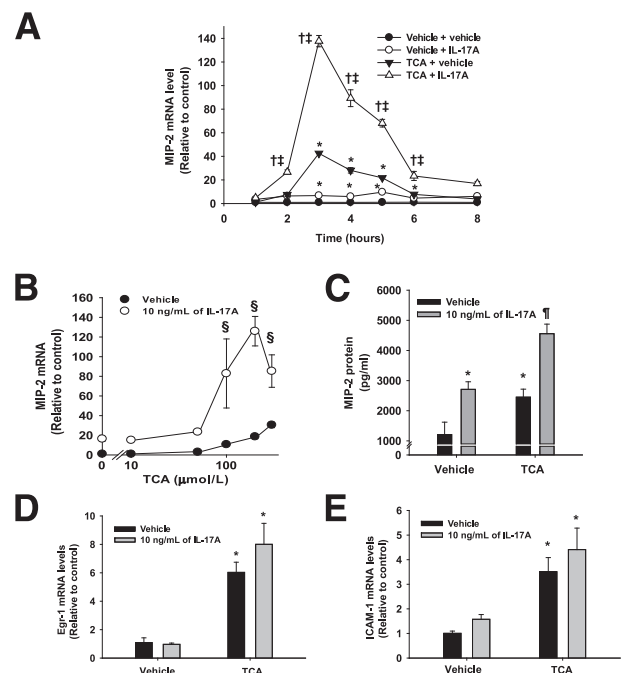 A
MIP-2 mRNA level
(Relative to control)
140
120
100
80
60
40
20
0
0 2 4 6 8
Time (hours)
Vehicle + vehicle
Vehicle + IL-17A
TCA + vehicle
TCA + IL-17A
†‡ †‡ †‡ †‡ †‡
* * * *
* * *
B
Vehicle
10 ng/mL of IL-17A
MIP-2 mRNA
(Relative to control)
160
140
120
100
80
60
40
20
0
§ § §
0 10 100
TCA (µmol/L)
C
Vehicle
10 ng/mL of IL-17A
MIP-2 protein
(pg/ml)
6000
5000
4000
3000
2000
1000
0
* * ¶
Vehicle TCA
D
Vehicle
10 ng/mL of IL-17A
Egr-1 mRNA levels
(Relative to control)
10
8
6
4
2
0
* *
Vehicle TCA
E
Vehicle
10 ng/mL of IL-17A
ICAM-1 mRNA levels
(Relative to control)
6
5
4
3
2
1
0
* *
Vehicle TCA